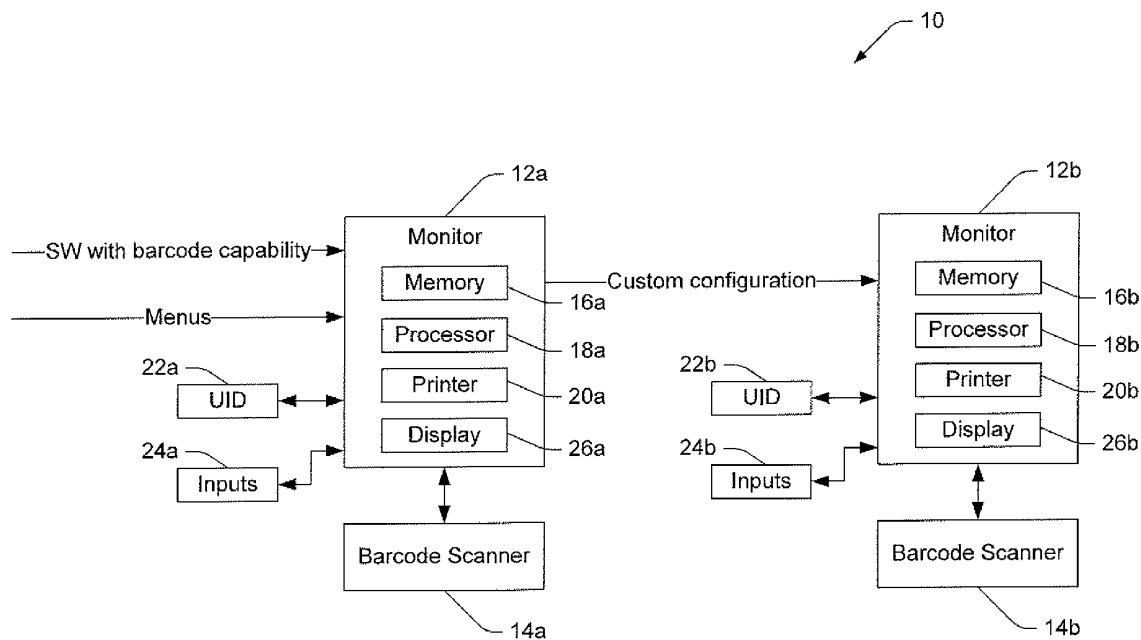 10
12a
12b
SW with barcode capability
Monitor
Monitor
Memory
16a
Custom configuration
Memory
16b
Menus
Processor
18a
Processor
18b
22a
UID
Printer
20a
22b
UID
Printer
20b
24a
Inputs
Display
26a
24b
Inputs
Display
26b
Barcode Scanner
Barcode Scanner
14a
14b